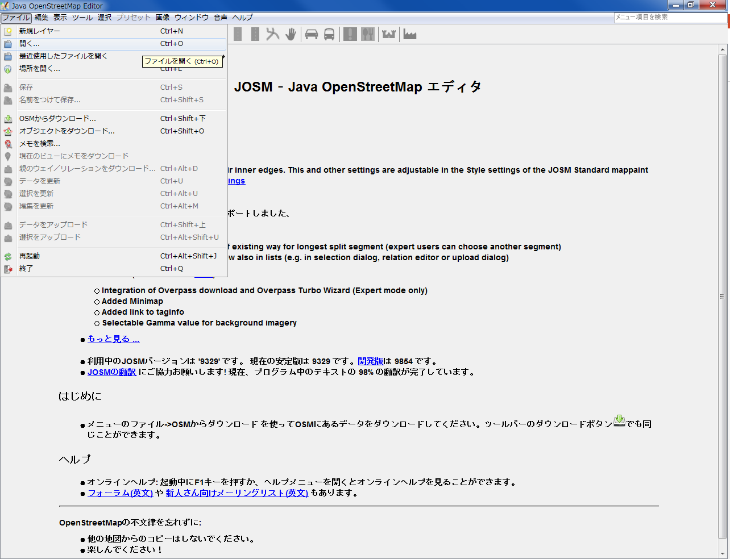 Java OpenStreetMap Editor
ファイル 編集 表示 ツール 選択 プリセット 画像 ウィンドウ 音声 ヘルプ
メニュー項目を検索
新規レイヤー Ctrl+N
開く... Ctrl+O
最近使用したファイルを開く
ファイルを開く (Ctrl+O)
場所を開く... Ctrl+L
保存 Ctrl+S
名前をつけて保存... Ctrl+Shift+S
OSMからダウンロード... Ctrl+Shift+下
オブジェクトをダウンロード... Ctrl+Shift+O
メモを検索...
現在のビューにメモをダウンロード
親のウェイ/リレーションをダウンロード... Ctrl+Alt+D
データを更新 Ctrl+U
選択を更新 Ctrl+Alt+U
編集を更新 Ctrl+Alt+M
データをアップロード Ctrl+Shift+上
選択をアップロード Ctrl+Alt+Shift+U
再起動 Ctrl+Alt+Shift+J
終了 Ctrl+Q
JOSM - Java OpenStreetMap エディタ
inner edges. This and other settings are adjustable in the Style settings of the JOSM Standard mappaint
ポートしました、
existing way for longest split segment (expert users can choose another segment)
also in lists (e.g. in selection dialog, relation editor or upload dialog)
○ Integration of Overpass download and Overpass Turbo Wizard (Expert mode only)
○ Added Minimap
○ Added link to taginfo
○ Selectable Gamma value for background imagery
● もっと見る ...
● 利用中のJOSMバージョンは '9329' です。 現在の安定版は 9329 です。開発版は 9854 です。
● JOSMの翻訳 にご協力お願いします! 現在、プログラム中のテキストの 98% の翻訳が完了しています。
はじめに
● メニューのファイル->OSMからダウンロード を使ってOSMにあるデータをダウンロードしてください。ツールバーのダウンロードボタンでも同
じことができます。
ヘルプ
● オンラインヘルプ: 起動中にF1キーを押すか、ヘルプメニューを開くとオンラインヘルプを見ることができます。
● フォーラム(英文) や 新人さん向けメーリングリスト(英文) もあります。
OpenStreetMapの不文律を忘れずに:
● 他の地図からのコピーはしないでください。
● 楽しんでください！